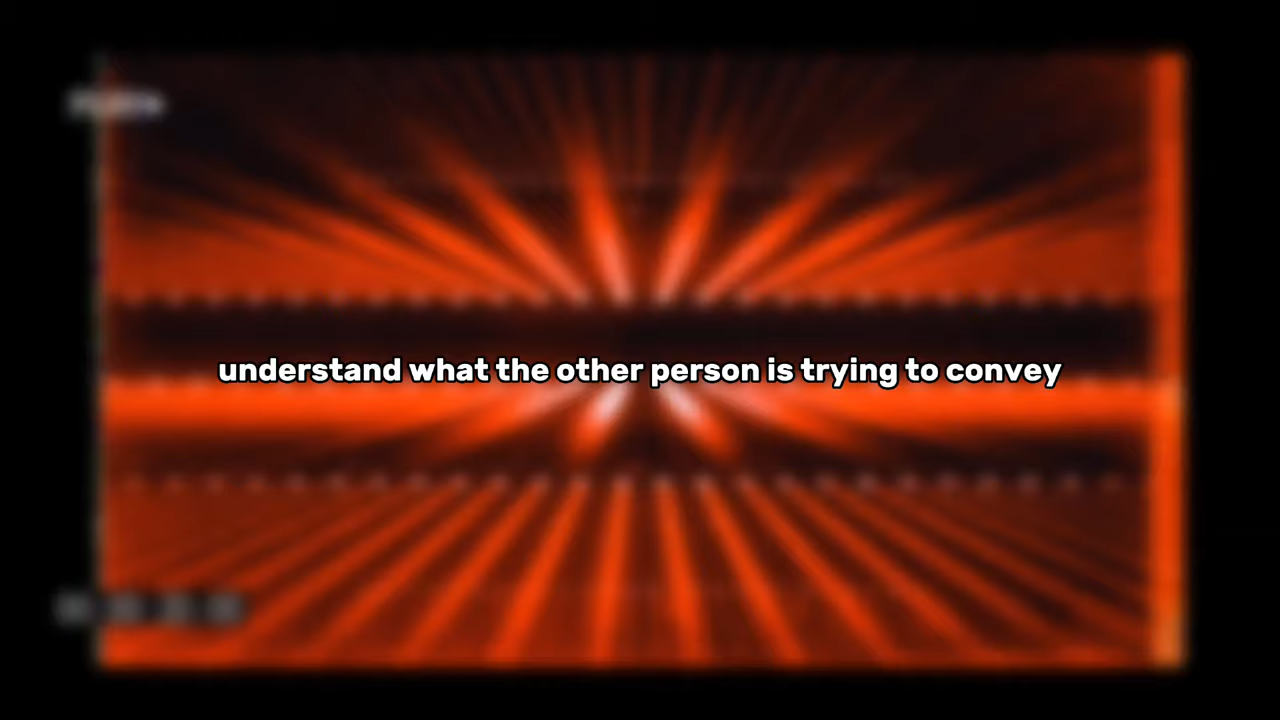 understand what the other person is trying to convey